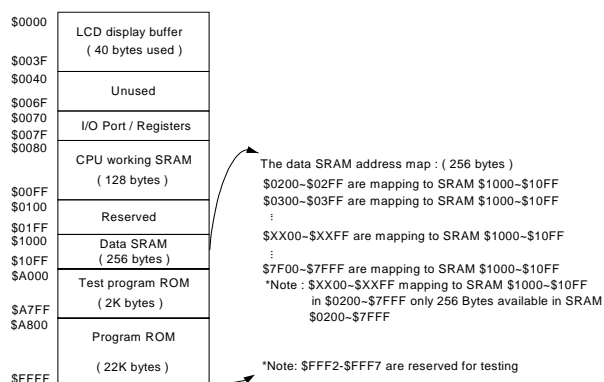 $0000
LCD display buffer
( 40 bytes used )
$003F
$0040
Unused
$006F
$0070
I/O Port / Registers
$007F
$0080
CPU working SRAM
( 128 bytes )
$00FF
$0100
Reserved
$01FF
$1000
Data SRAM
( 256 bytes )
$10FF
$A000
Test program ROM
( 2K bytes )
$A7FF
$A800
Program ROM
( 22K bytes )
$FFFF
The data SRAM address map : ( 256 bytes )
$0200~$02FF are mapping to SRAM $1000~$10FF
$0300~$03FF are mapping to SRAM $1000~$10FF
⋮
$XX00~$XXFF are mapping to SRAM $1000~$10FF
⋮
$7F00~$7FFF are mapping to SRAM $1000~$10FF
*Note : $XX00~$XXFF mapping to SRAM $1000~$10FF
in $0200~$7FFF only 256 Bytes available in SRAM
$0200~$7FFF
*Note: $FFF2-$FFF7 are reserved for testing